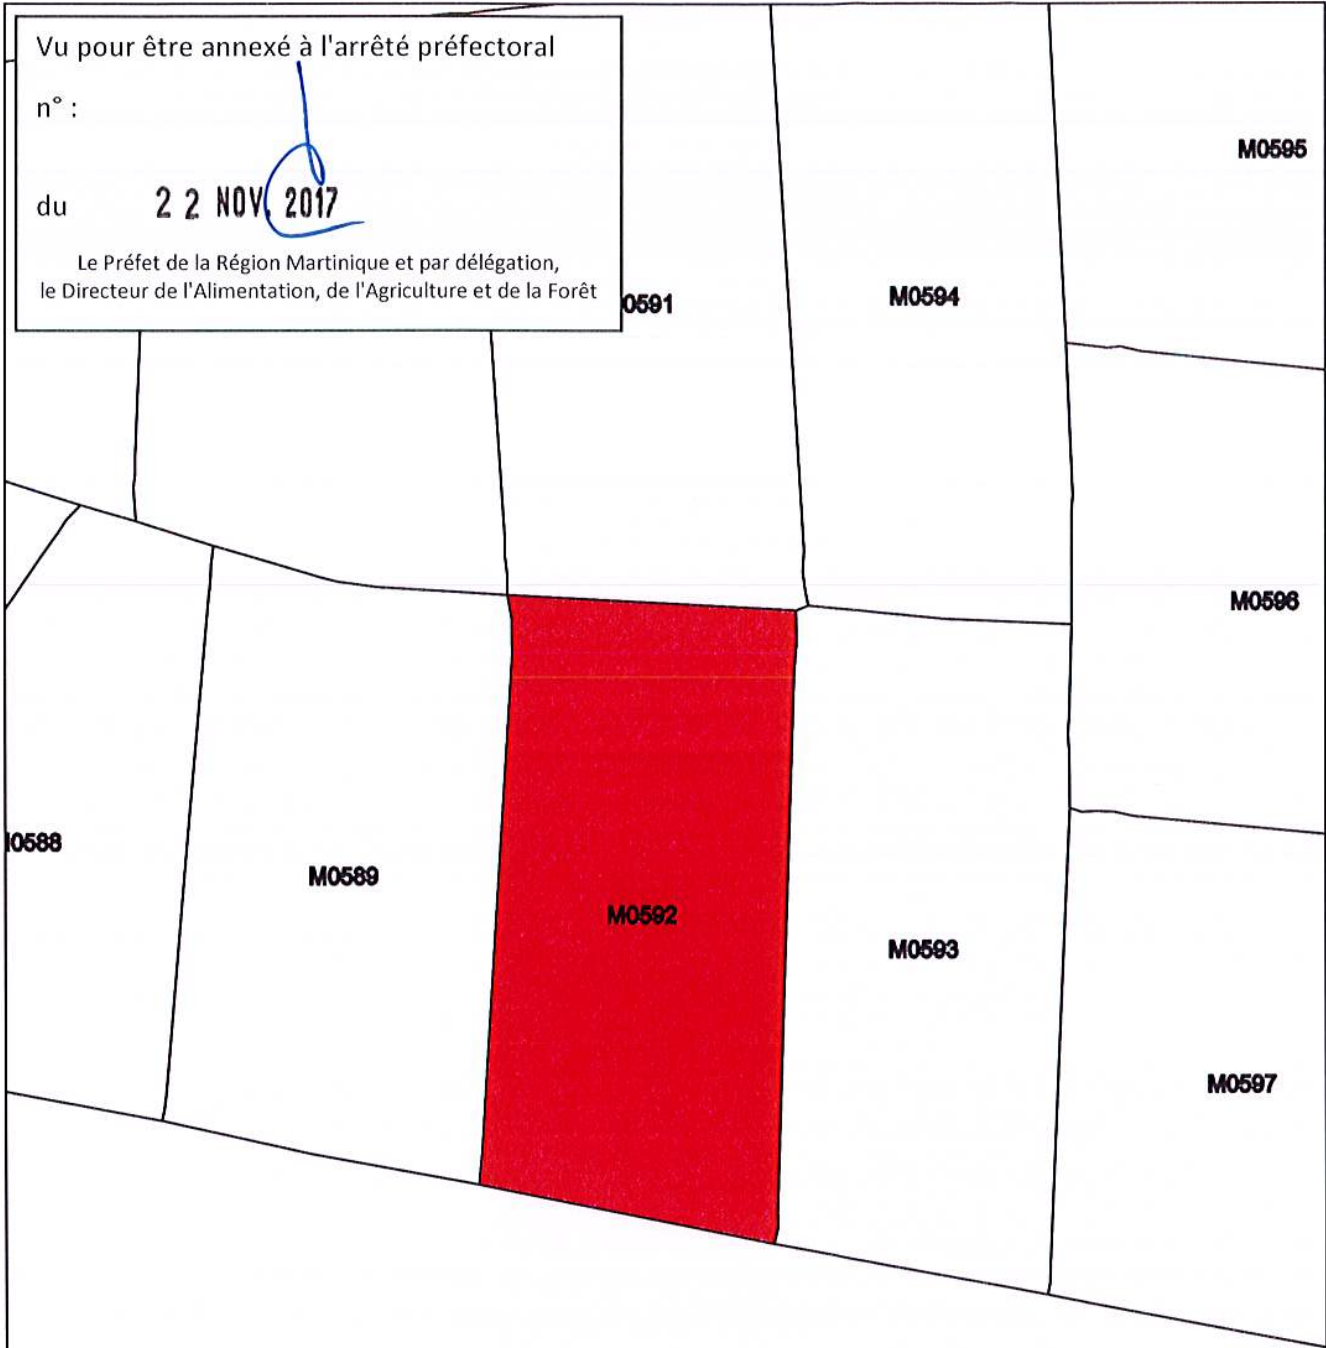 Vu pour être annexé à l'arrêté préfectoral
n° :
du 22 NOV. 2017
Le Préfet de la Région Martinique et par délégation,
le Directeur de l'Alimentation, de l'Agriculture et de la Forêt
M0595
0591
M0594
M0596
0588
M0589
M0592
M0593
M0597